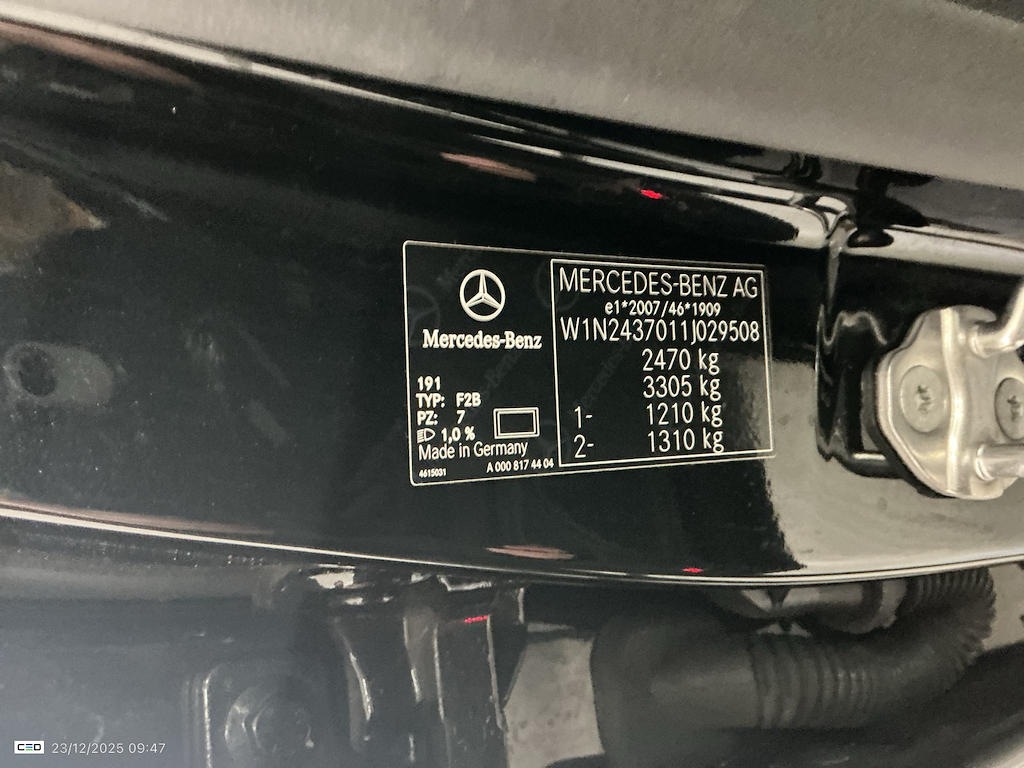 Mercedes-Benz
191
TYP: F2B
PZ: 7
1,0 %
Made in Germany
4615031 A 000 817 44 04
MERCEDES-BENZ AG
e1*2007/46*1909
W1N2437011J029508
2470 kg
3305 kg
1- 1210 kg
2- 1310 kg
CEO 23/12/2025 09:47